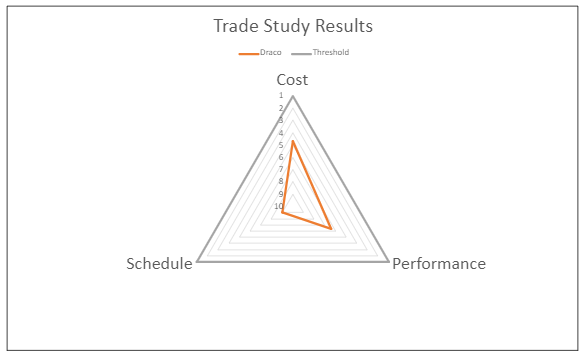 Trade Study Results
Draco Threshold
Cost
1
2
3
4
5
6
7
8
9
10
Schedule Performance